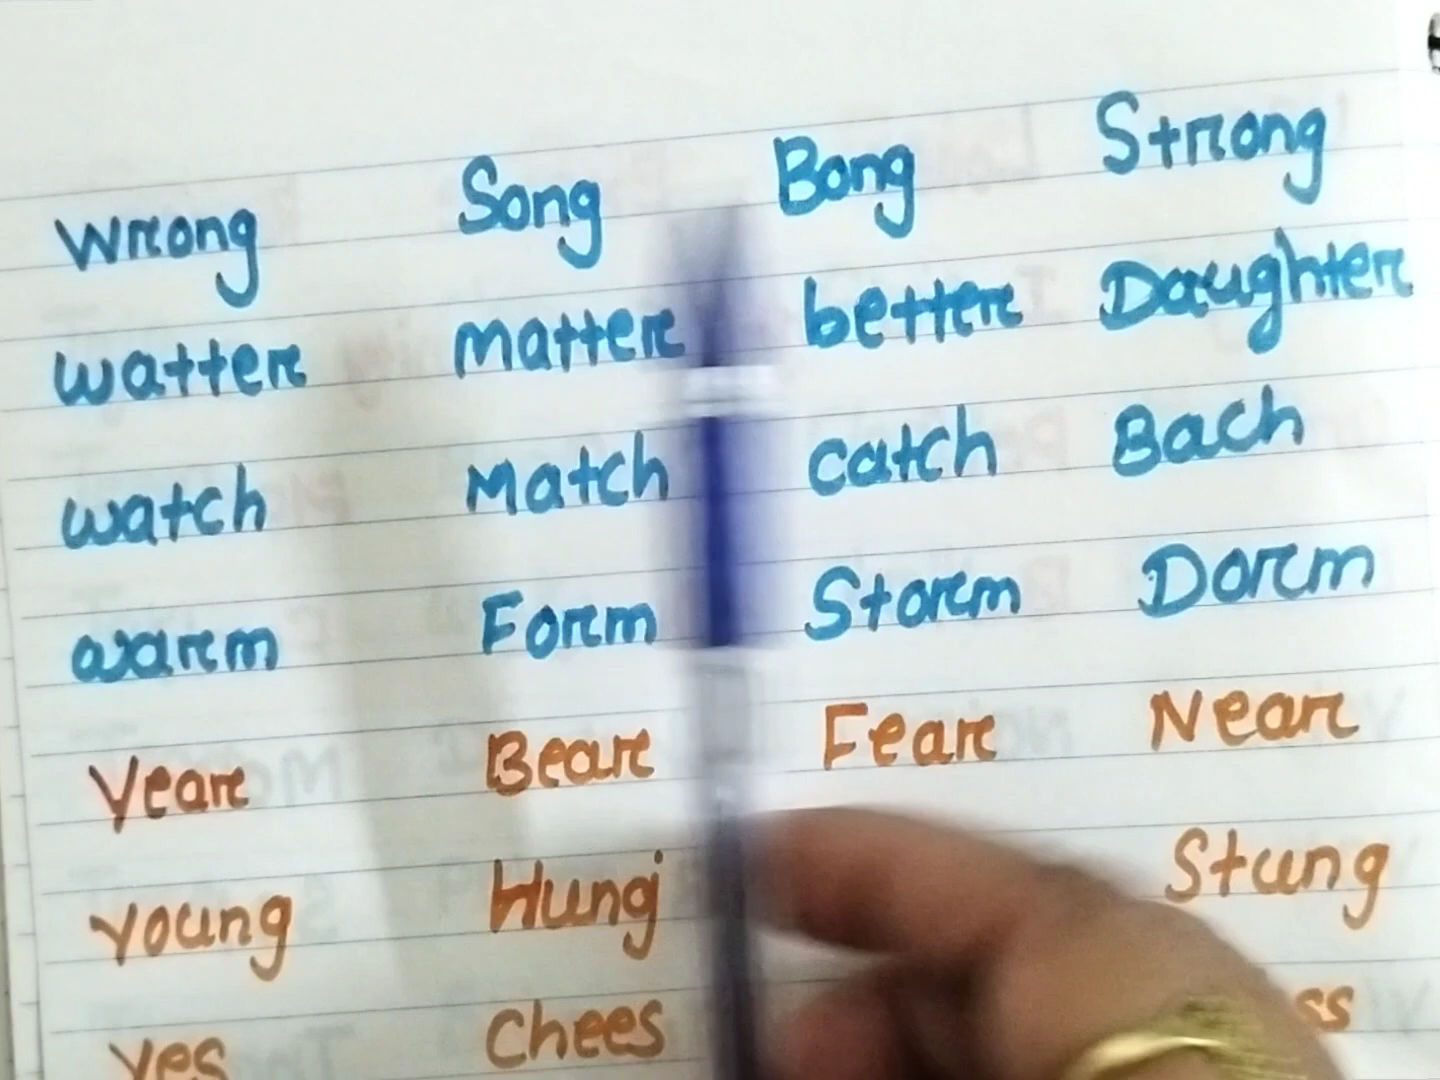 Wrong Song Bong Strong
watter Matter better Daughter
watch Match catch Bach
warm Form Storm Dorm
Year Bear Fear Near
young Hung Stung
yes Chees